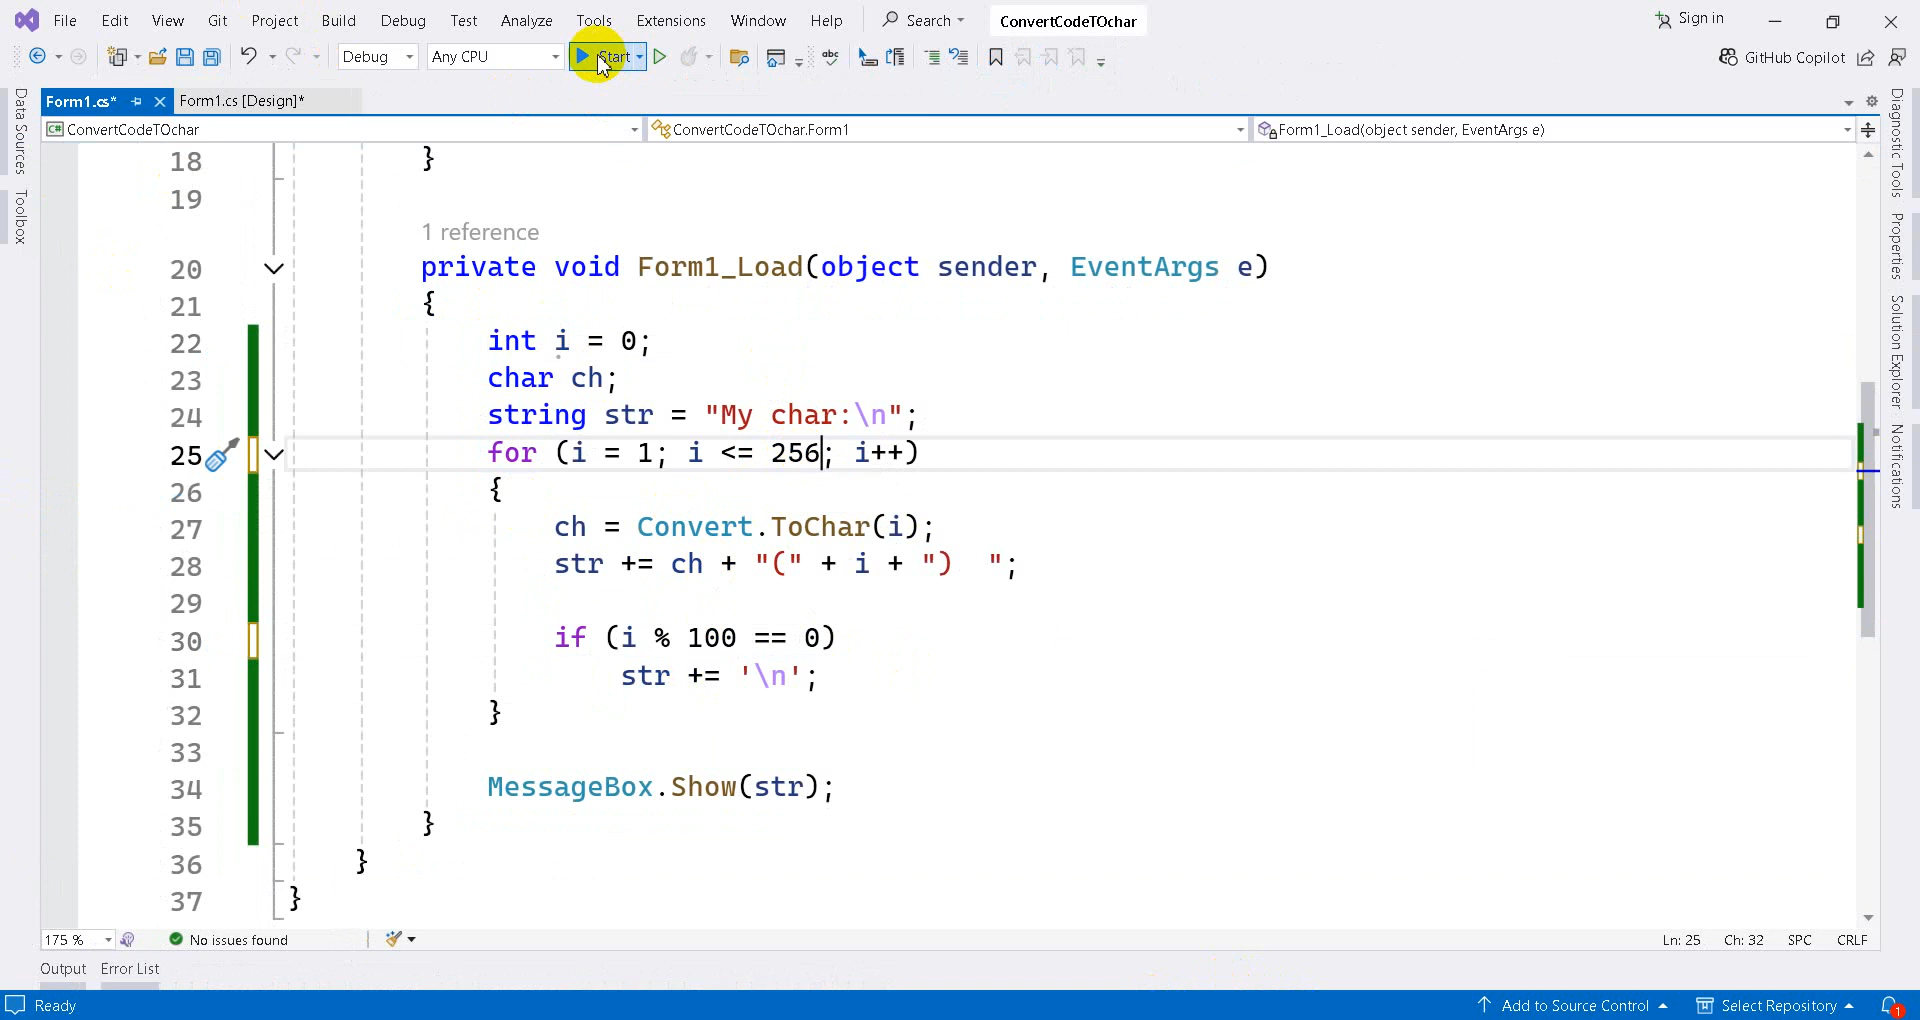 File Edit View Git Project Build Debug Test Analyze Tools Extensions Window Help Search ConvertCodeTOchar Sign in
Debug Any CPU Start abc GitHub Copilot
Form1.cs* Form1.cs [Design]*
ConvertCodeTOchar ConvertCodeTOchar.Form1 Form1_Load(object sender, EventArgs e)
Data Sources
Toolbox
Diagnostic Tools
Properties
Solution Explorer
Notifications
18 }
19
1 reference
20 private void Form1_Load(object sender, EventArgs e)
21 {
22 int i = 0;
23 char ch;
24 string str = "My char:\n";
25 for (i = 1; i <= 256; i++)
26 {
27 ch = Convert.ToChar(i);
28 str += ch + "(" + i + ")  ";
29
30 if (i % 100 == 0)
31 str += '\n';
32 }
33
34 MessageBox.Show(str);
35 }
36 }
37 }
175 % No issues found Ln: 25 Ch: 32 SPC CRLF
Output Error List
Ready Add to Source Control Select Repository 1